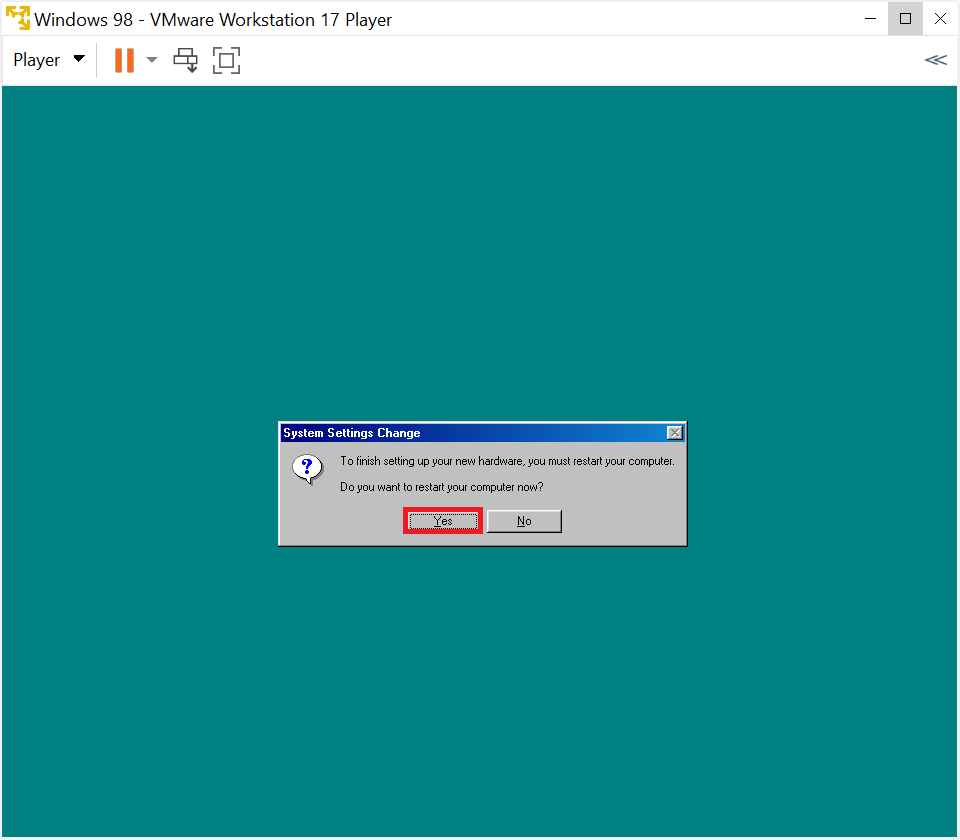 Windows 98 - VMware Workstation 17 Player
Player
System Settings Change
To finish setting up your new hardware, you must restart your computer.
Do you want to restart your computer now?
Yes No